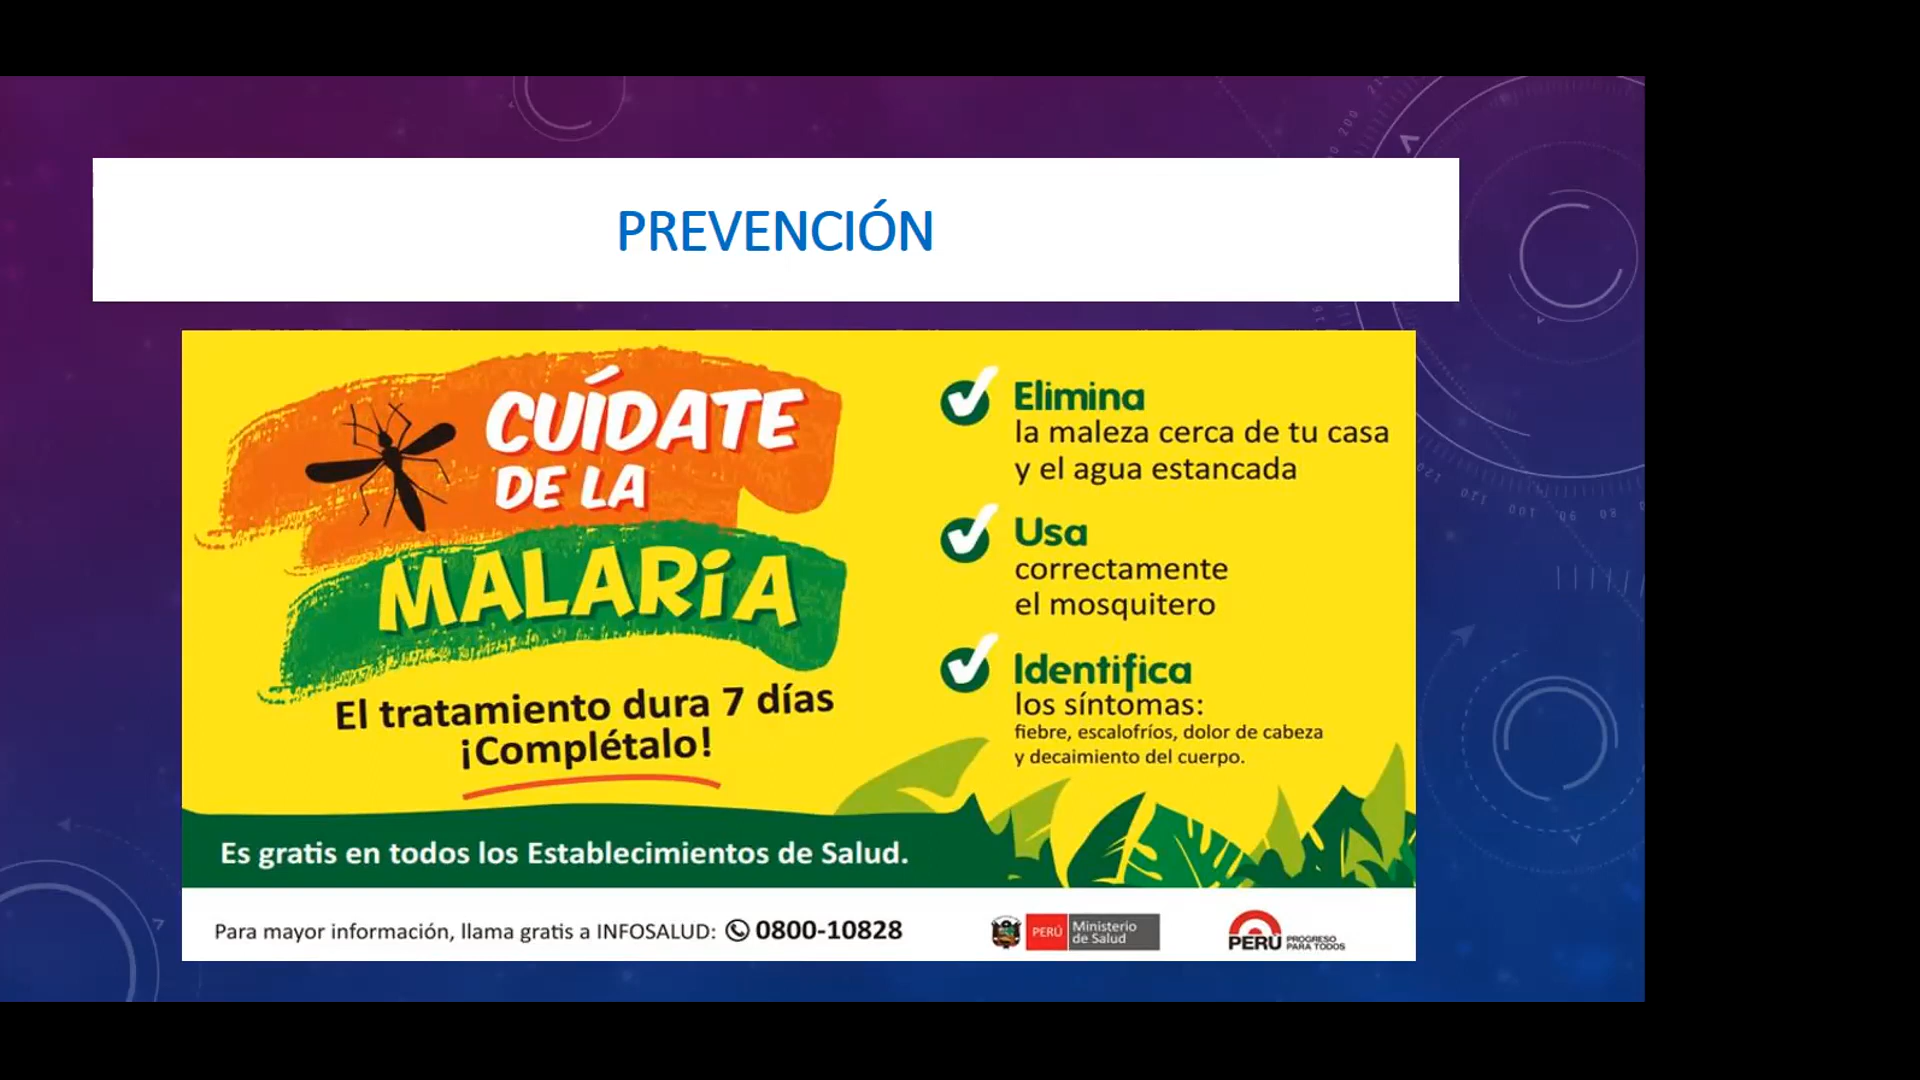 PREVENCIÓN
CUÍDATE
DE LA
MALARiA
El tratamiento dura 7 días
¡Complétalo!
Es gratis en todos los Establecimientos de Salud.
Elimina
la maleza cerca de tu casa
y el agua estancada
Usa
correctamente
el mosquitero
Identifica
los síntomas:
fiebre, escalofríos, dolor de cabeza
y decaimiento del cuerpo.
Para mayor información, llama gratis a INFOSALUD: 0800-10828
PERÚ Ministerio
de Salud
PERÚ PROGRESO
PARA TODOS